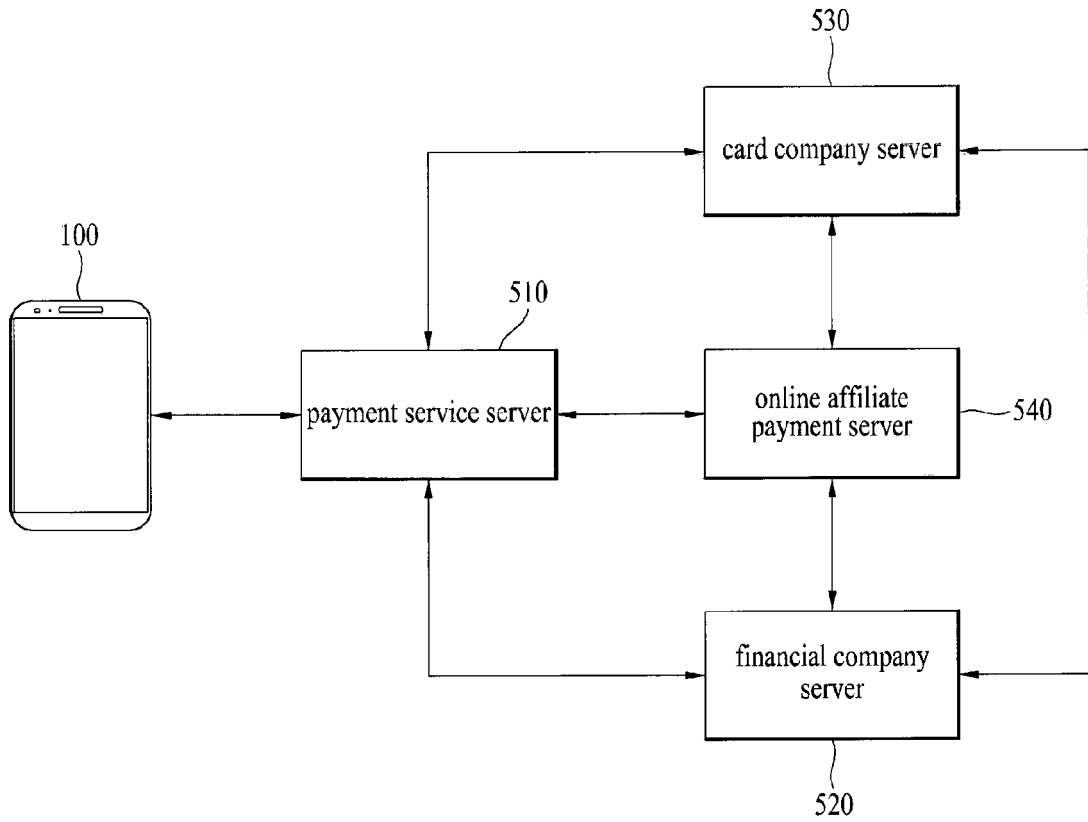 530
card company server
100
510
payment service server
online affiliate
payment server
540
financial company
server
520